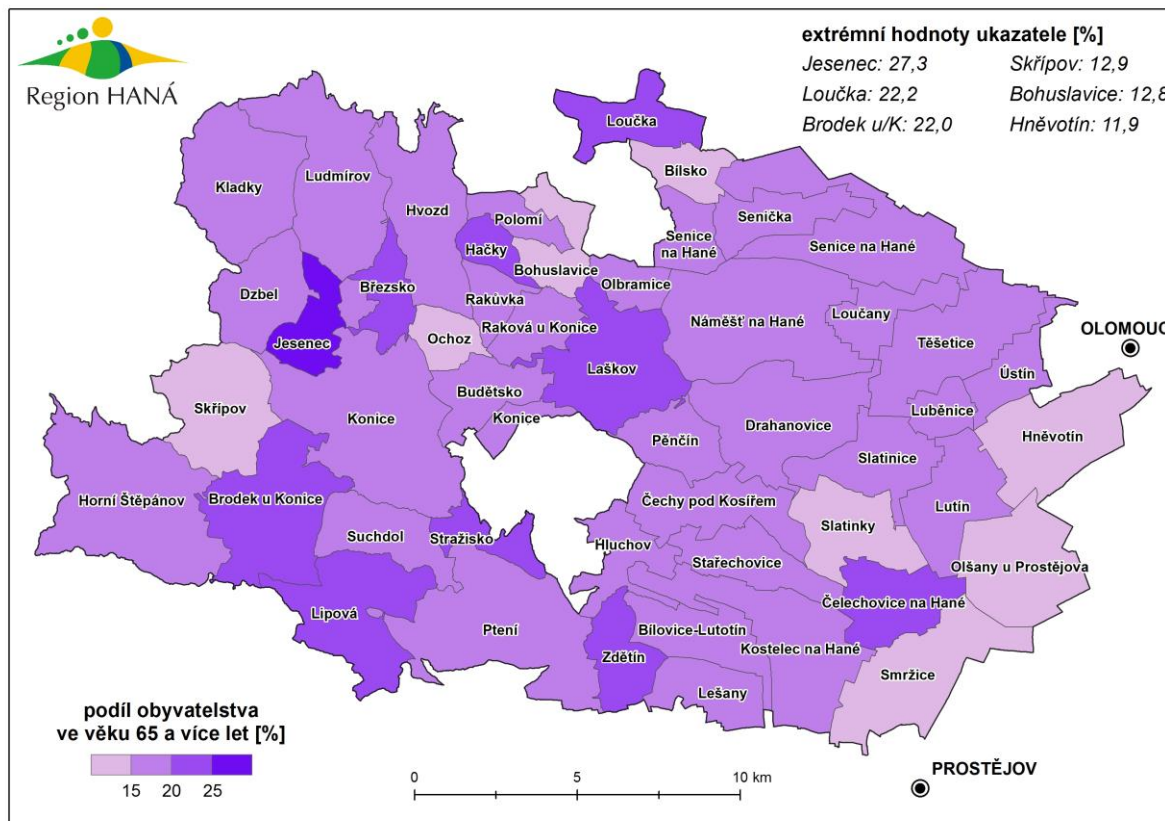 Region HANÁ
extrémní hodnoty ukazatele [%]
Jesenec: 27,3 Skřípov: 12,9
Loučka: 22,2 Bohuslavice: 12,8
Brodek u/K: 22,0 Hněvotín: 11,9
Loučka
Bílsko
Kladky
Ludmírov
Hvozd
Polomí
Senička
Senice
na Hané
Senice na Hané
Hačky
Bohuslavice
Olbramice
Dzbel
Březsko
Rakůvka
Raková u Konice
Náměšť na Hané
Loučany
Jesenec
Ochoz
Těšetice
OLOMOUC
Laškov
Ústín
Skřípov
Budětsko
Konice
Konice
Luběnice
Drahanovice
Hněvotín
Pěnčín
Slatinice
Horní Štěpánov
Brodek u Konice
Čechy pod Kosířem
Lutín
Slatinky
Suchdol
Stražisko
Hluchov
Stařechovice
Olšany u Prostějova
Čelechovice na Hané
Lipová
Ptení
Bílovice-Lutotín
Zdětín
Kostelec na Hané
Smržice
Lešany
podíl obyvatelstva
ve věku 65 a více let [%]
15 20 25
0 5 10 km
PROSTĚJOV